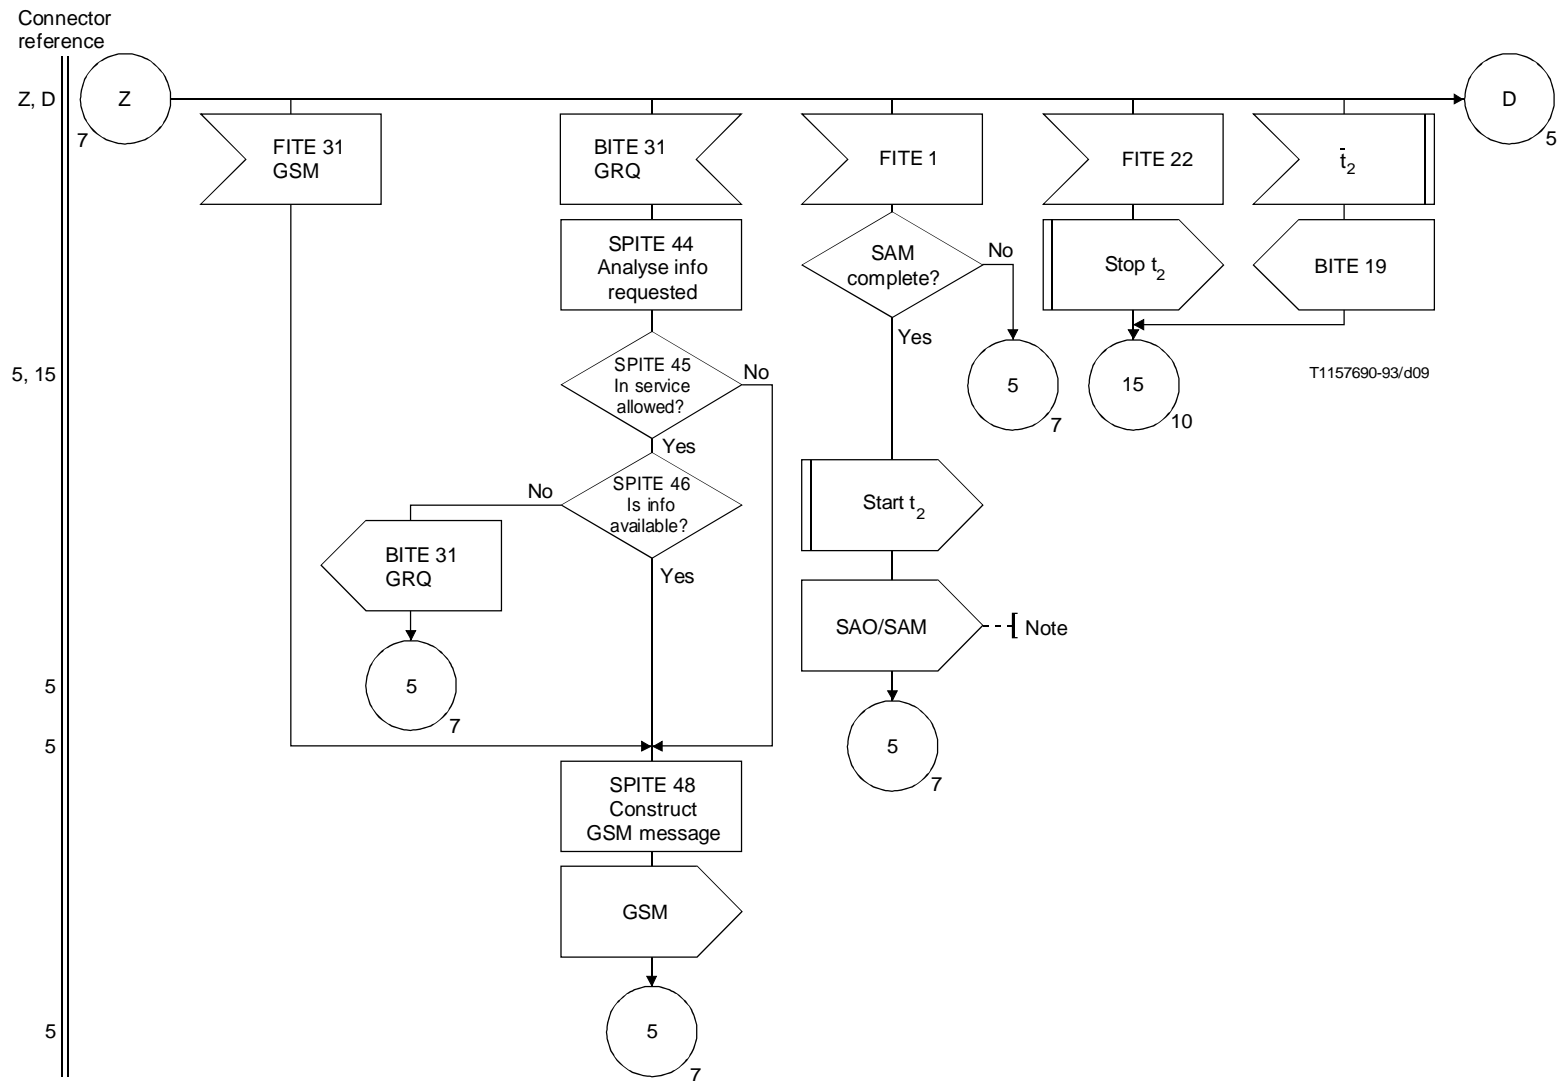 Connector
reference
Z, D
Z
7
D
5
FITE 31
GSM
BITE 31
GRQ
FITE 1
FITE 22
t̄2
SPITE 44
Analyse info
requested
SAM
complete?
No
Yes
Stop t2
BITE 19
5, 15
SPITE 45
In service
allowed?
No
Yes
5
7
15
10
T1157690-93/d09
SPITE 46
Is info
available?
No
Yes
Start t2
BITE 31
GRQ
SAO/SAM
Note
5
5
7
5
5
7
SPITE 48
Construct
GSM message
GSM
5
5
7